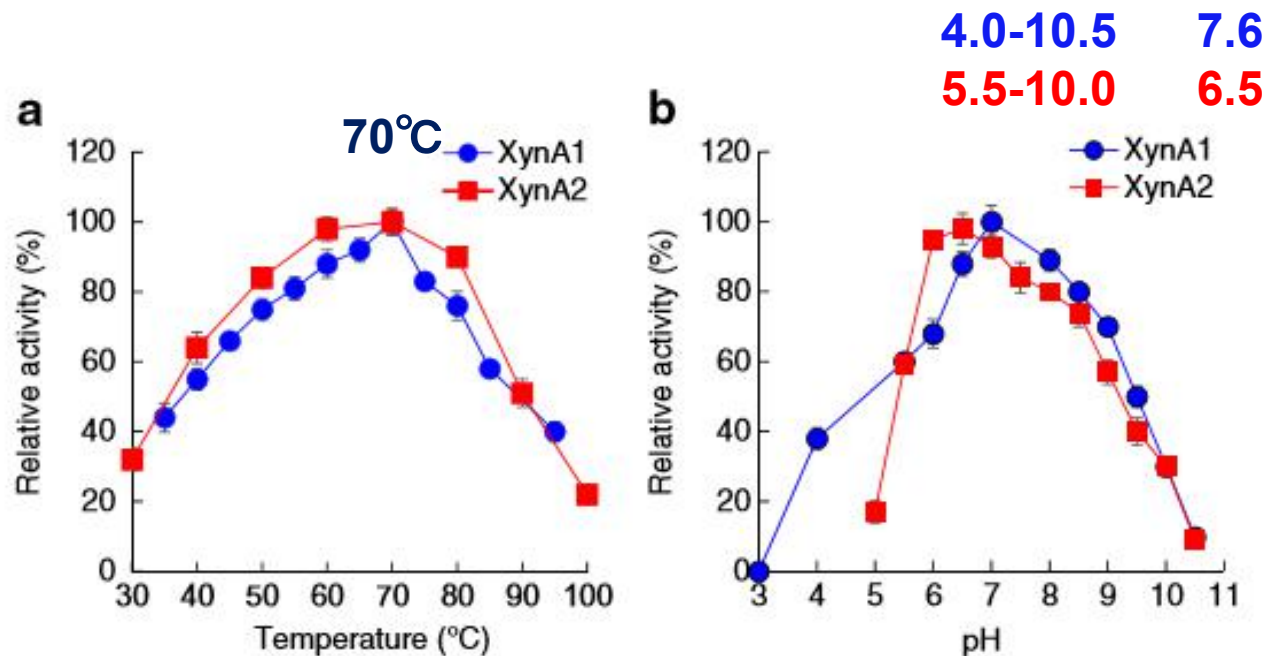 4.0-10.5 7.6
5.5-10.0 6.5
a
70℃
XynA1
XynA2
120
100
80
60
40
20
0
Relative activity (%)
30 40 50 60 70 80 90 100
Temperature (°C)
b
XynA1
XynA2
120
100
80
60
40
20
0
Relative activity (%)
3 4 5 6 7 8 9 10 11
pH